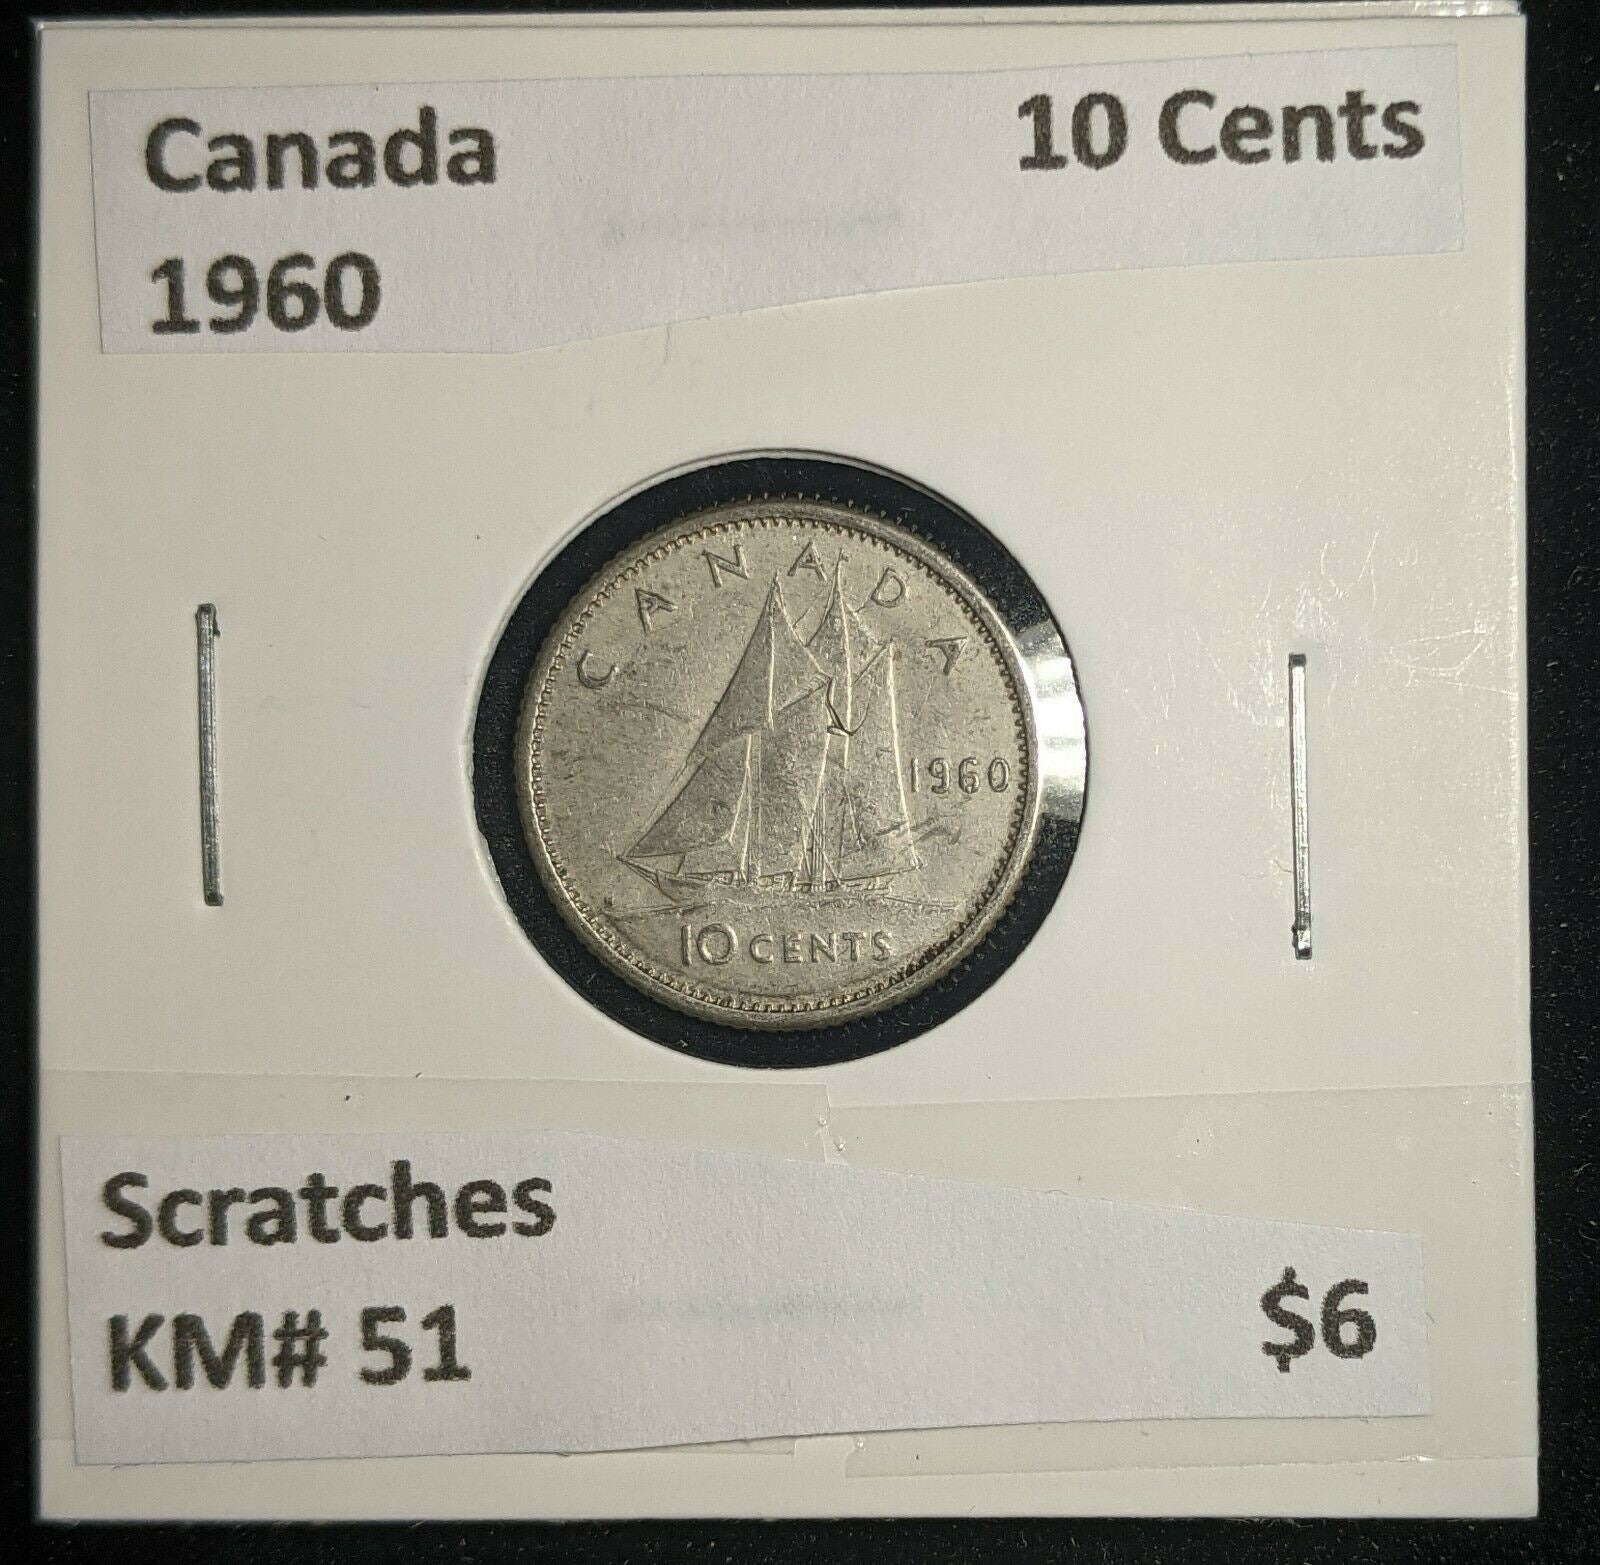 Canada 10 Cents
1960
CANADA
1960
10 CENTS
H
Scratches
KM# 51 $6